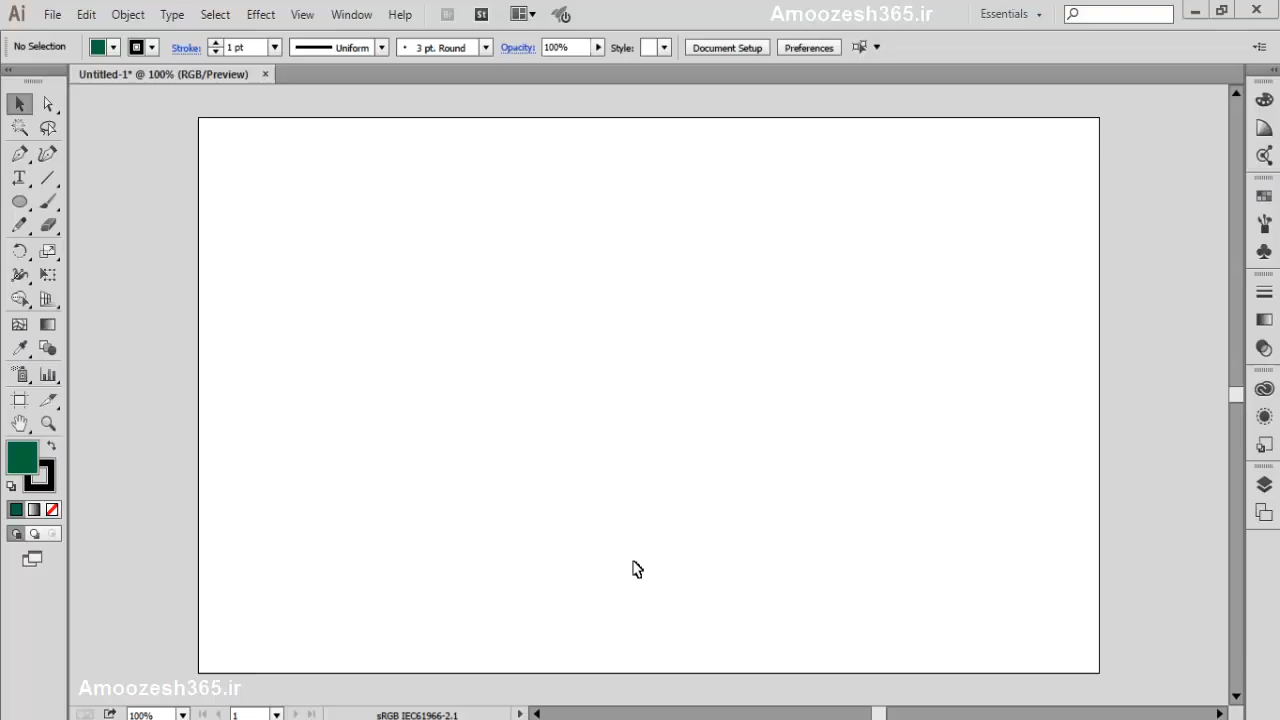 Ai File Edit Object Type Select Effect View Window Help Br St Amoozesh365.ir Essentials
No Selection Stroke: 1 pt Uniform 3 pt. Round Opacity: 100% Style: Document Setup Preferences
Untitled-1* @ 100% (RGB/Preview) ×
T
Amoozesh365.ir
100% 1 sRGB IEC61966-2.1